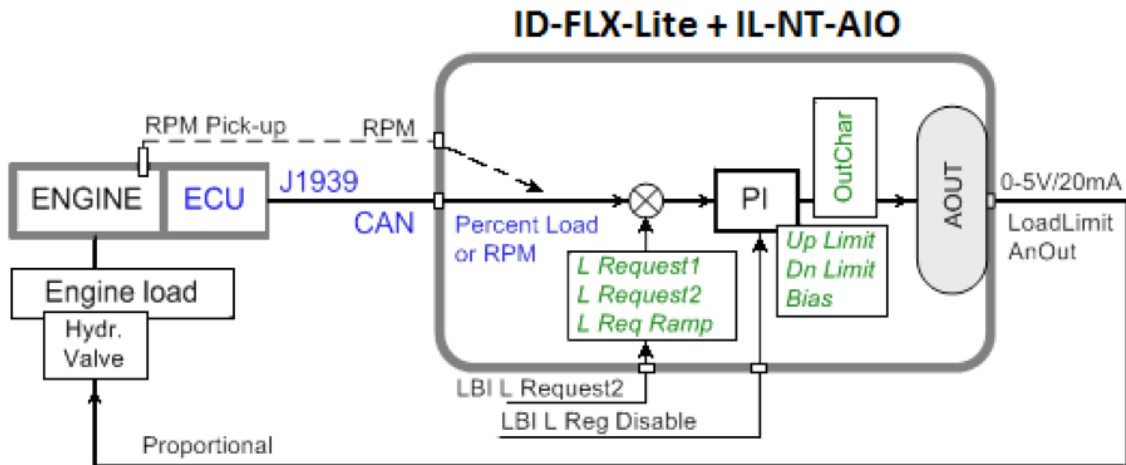 ID-FLX-Lite + IL-NT-AIO
RPM Pick-up
RPM
ENGINE
ECU
J1939
CAN
Percent Load
or RPM
PI
OutChar
AOUT
0-5V/20mA
LoadLimit
AnOut
Up Limit
Dn Limit
Bias
L Request1
L Request2
L Req Ramp
Engine load
Hydr.
Valve
LBI L Request2
LBI L Reg Disable
Proportional